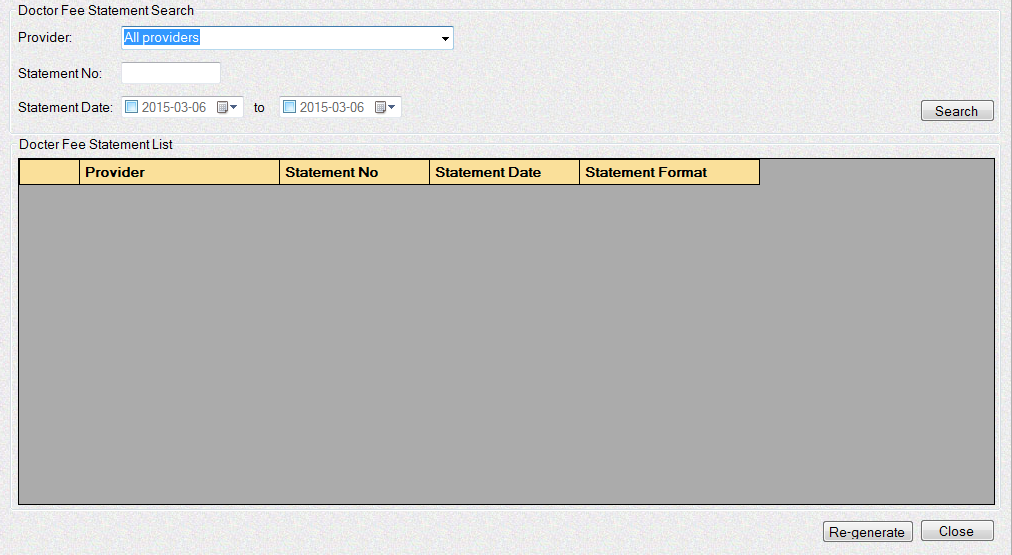 Doctor Fee Statement Search
Provider: All providers
Statement No:
Statement Date: 2015-03-06 to 2015-03-06
Search
Docter Fee Statement List
Provider Statement No Statement Date Statement Format
Re-generate Close